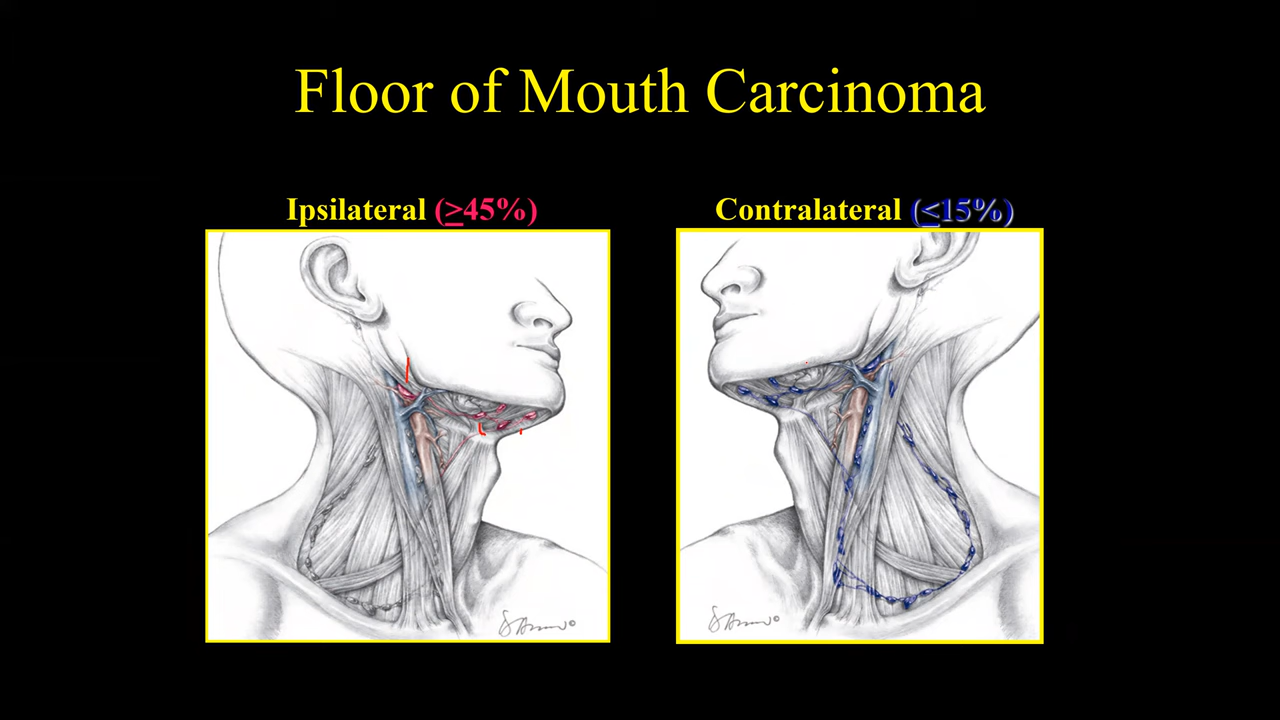 Floor of Mouth Carcinoma
Ipsilateral (≥45%)
Contralateral (≤15%)